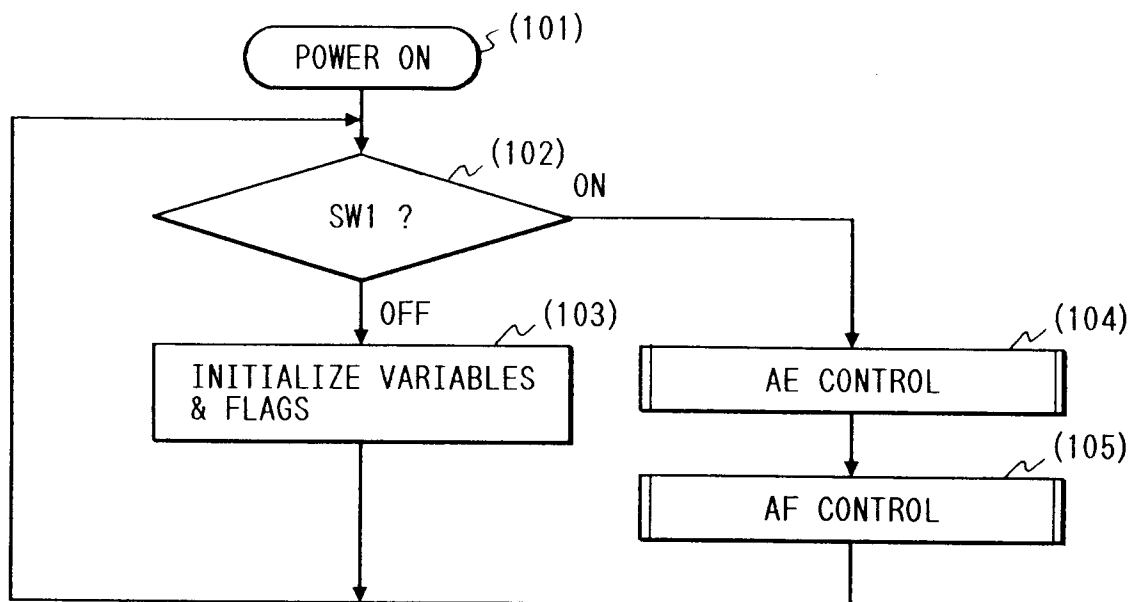 POWER ON
(101)
SW1 ?
(102)
ON
OFF
(103)
INITIALIZE VARIABLES
& FLAGS
(104)
AE CONTROL
(105)
AF CONTROL